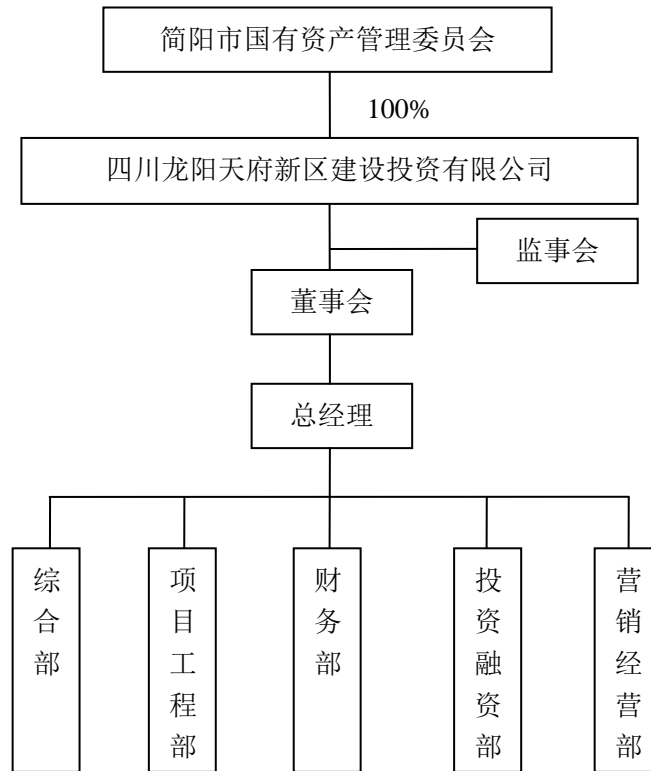 简阳市国有资产管理委员会
100%
四川龙阳天府新区建设投资有限公司
监事会
董事会
总经理
综合部
项目工程部
财务部
投资融资部
营销经营部